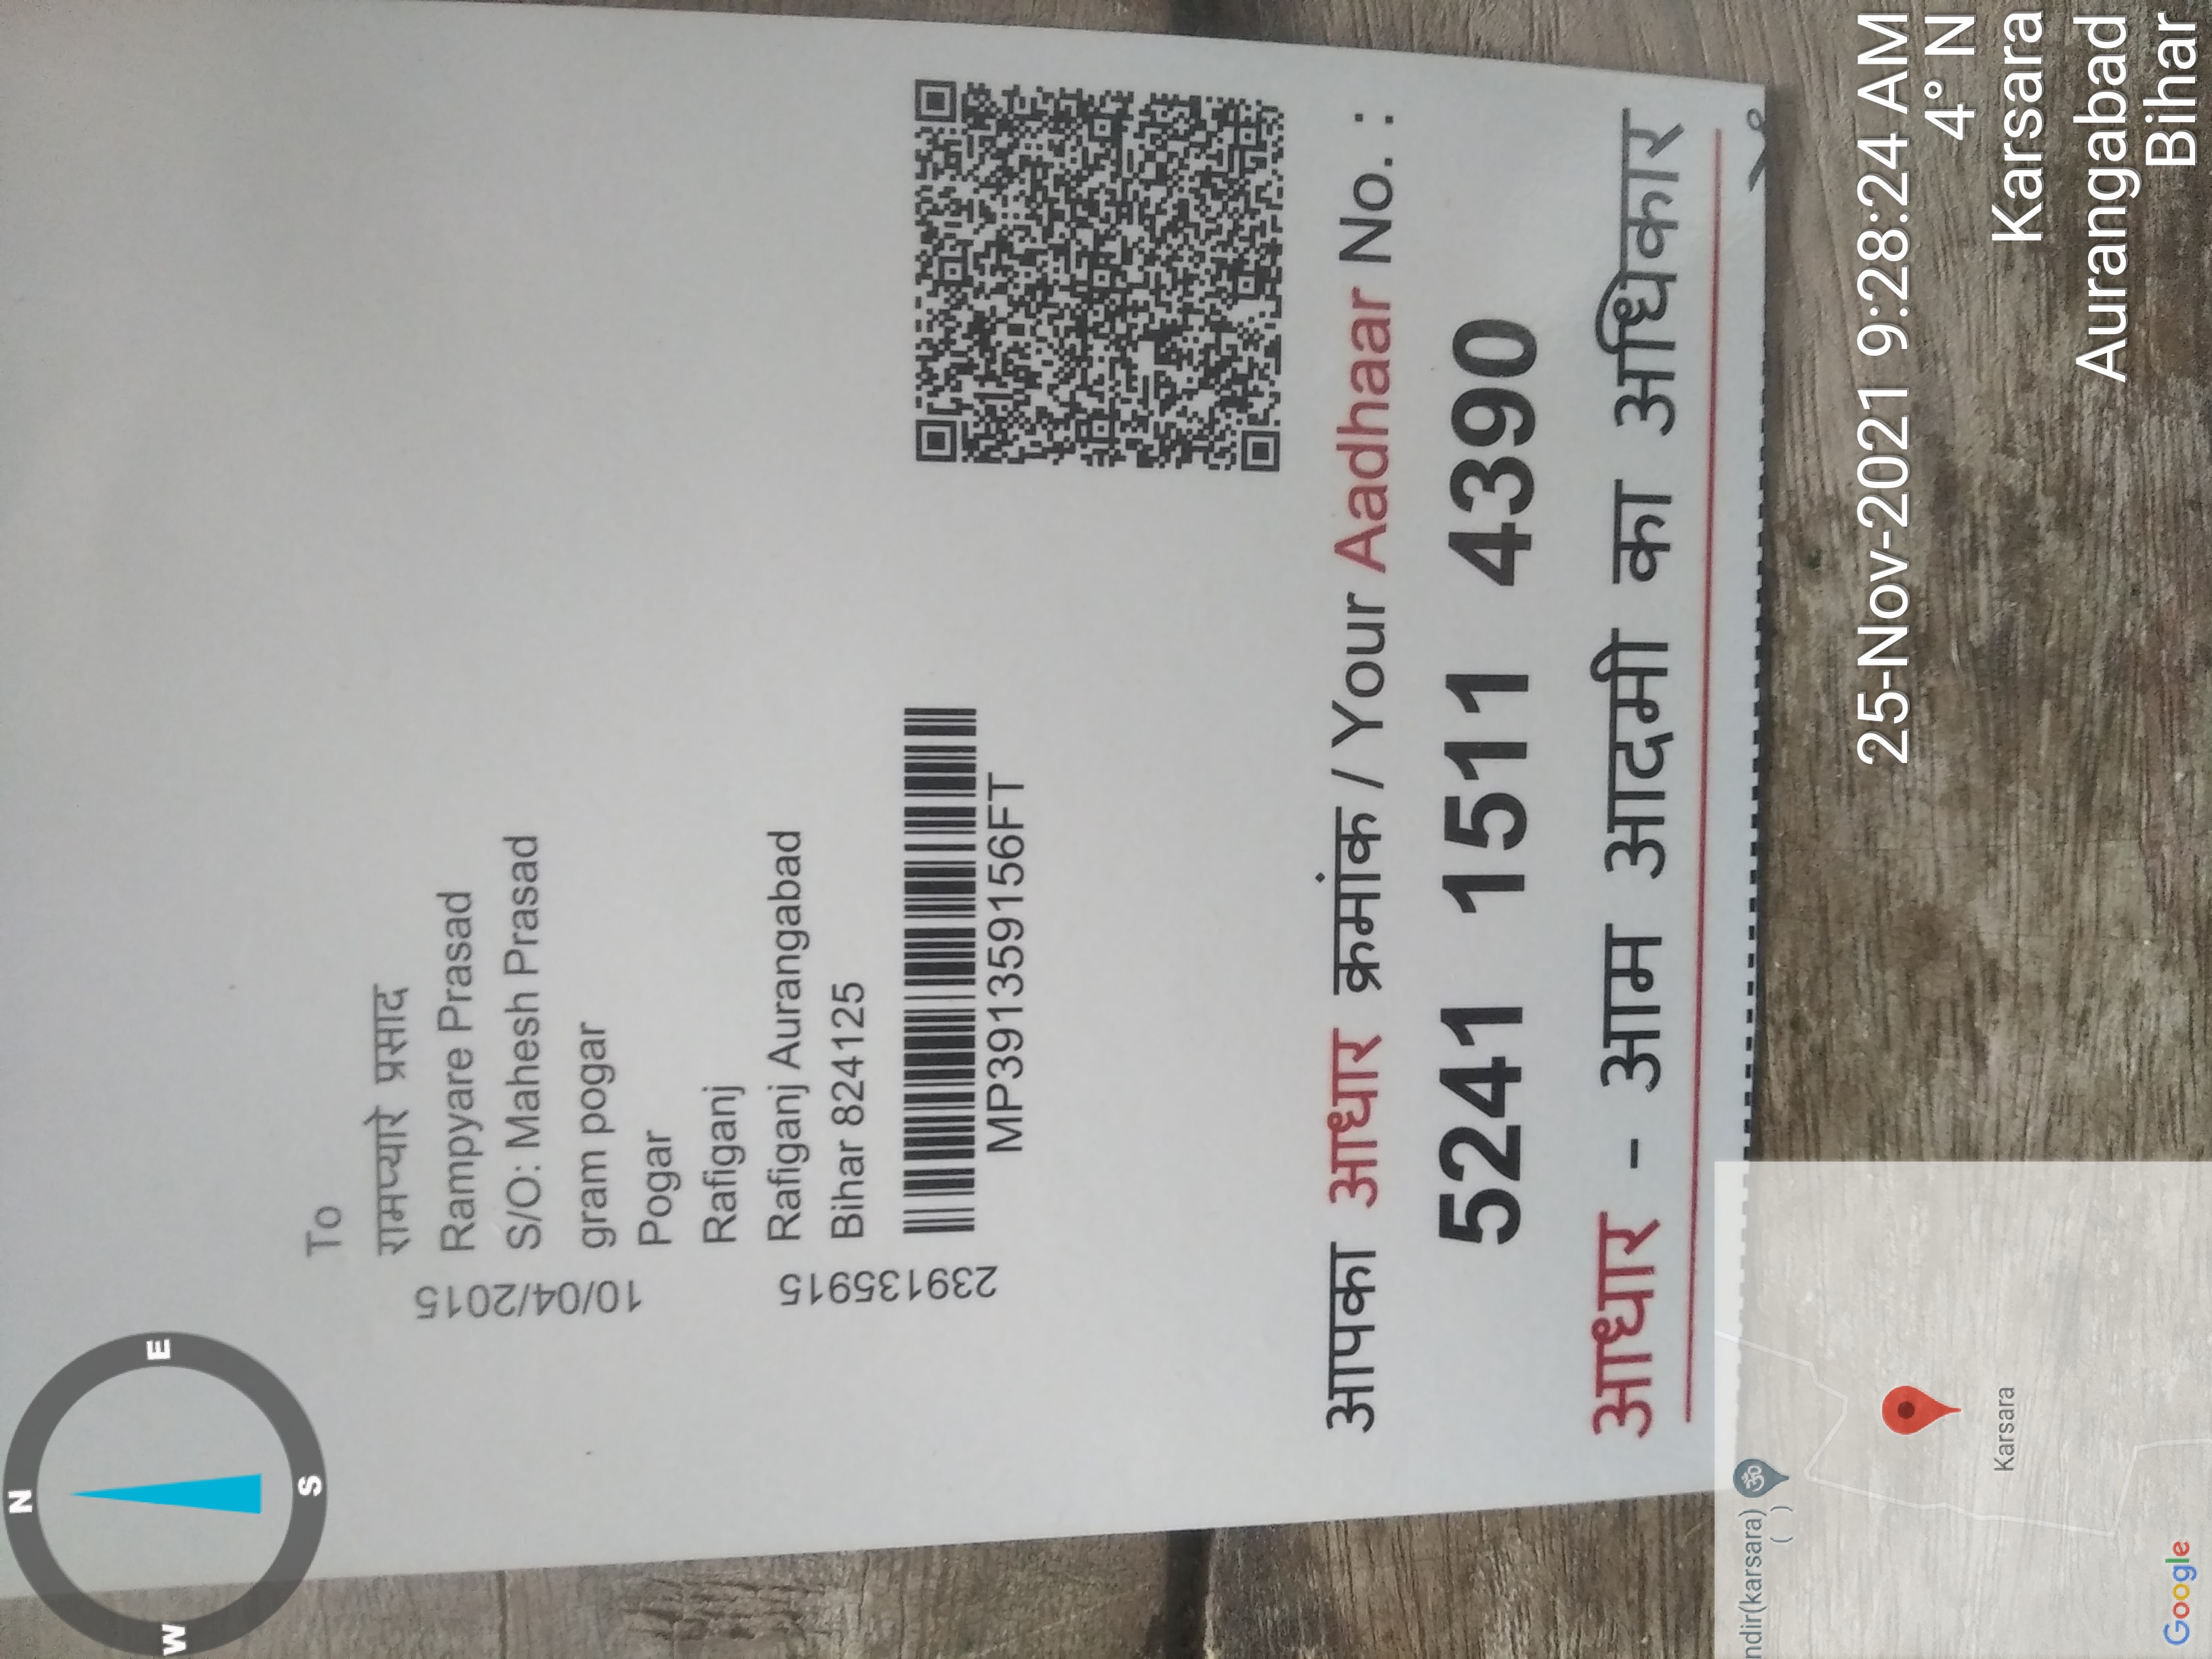 N
W
E
S
To
रामप्यारे प्रसाद
Rampyare Prasad
S/O: Mahesh Prasad
gram pogar
Pogar
Rafiganj
Rafiganj Aurangabad
Bihar 824125
10/04/2015
239135915
MP391359156FT
आपका आधार क्रमांक / Your Aadhaar No. :
5241 1511 4390
आधार - आम आदमी का अधिकार
ndir(karsara)
( )
ॐ
Karsara
Google
25-Nov-2021 9:28:24 AM
4° N
Karsara
Aurangabad
Bihar